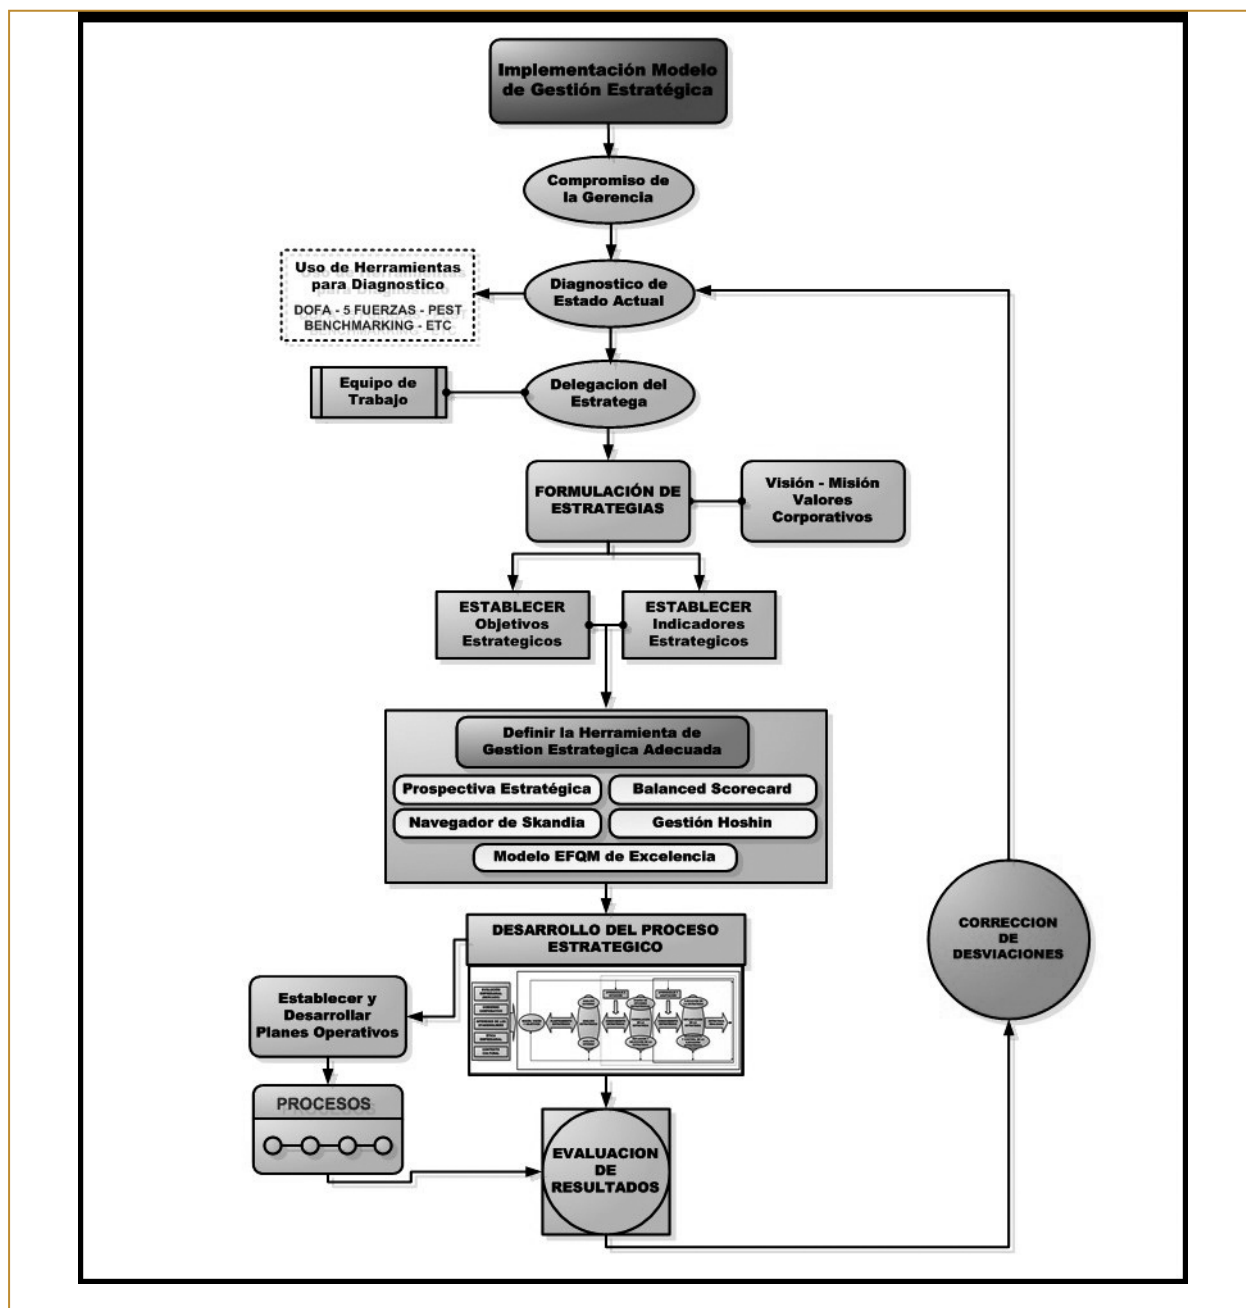 Implementación Modelo
de Gestión Estratégica
Compromiso de
la Gerencia
Uso de Herramientas
para Diagnostico
DOFA - 5 FUERZAS - PEST
BENCHMARKING - ETC
Diagnostico de
Estado Actual
Equipo de
Trabajo
Delegacion del
Estratega
FORMULACIÓN DE
ESTRATEGIAS
Visión - Misión
Valores
Corporativos
ESTABLECER
Objetivos
Estrategicos
ESTABLECER
Indicadores
Estrategicos
Definir la Herramienta de
Gestion Estrategica Adecuada
Prospectiva Estratégica
Balanced Scorecard
Navegador de Skandia
Gestión Hoshin
Modelo EFQM de Excelencia
CORRECCION
DE
DESVIACIONES
DESARROLLO DEL PROCESO
ESTRATEGICO
Establecer y
Desarrollar
Planes Operativos
PROCESOS
EVALUACION
DE
RESULTADOS